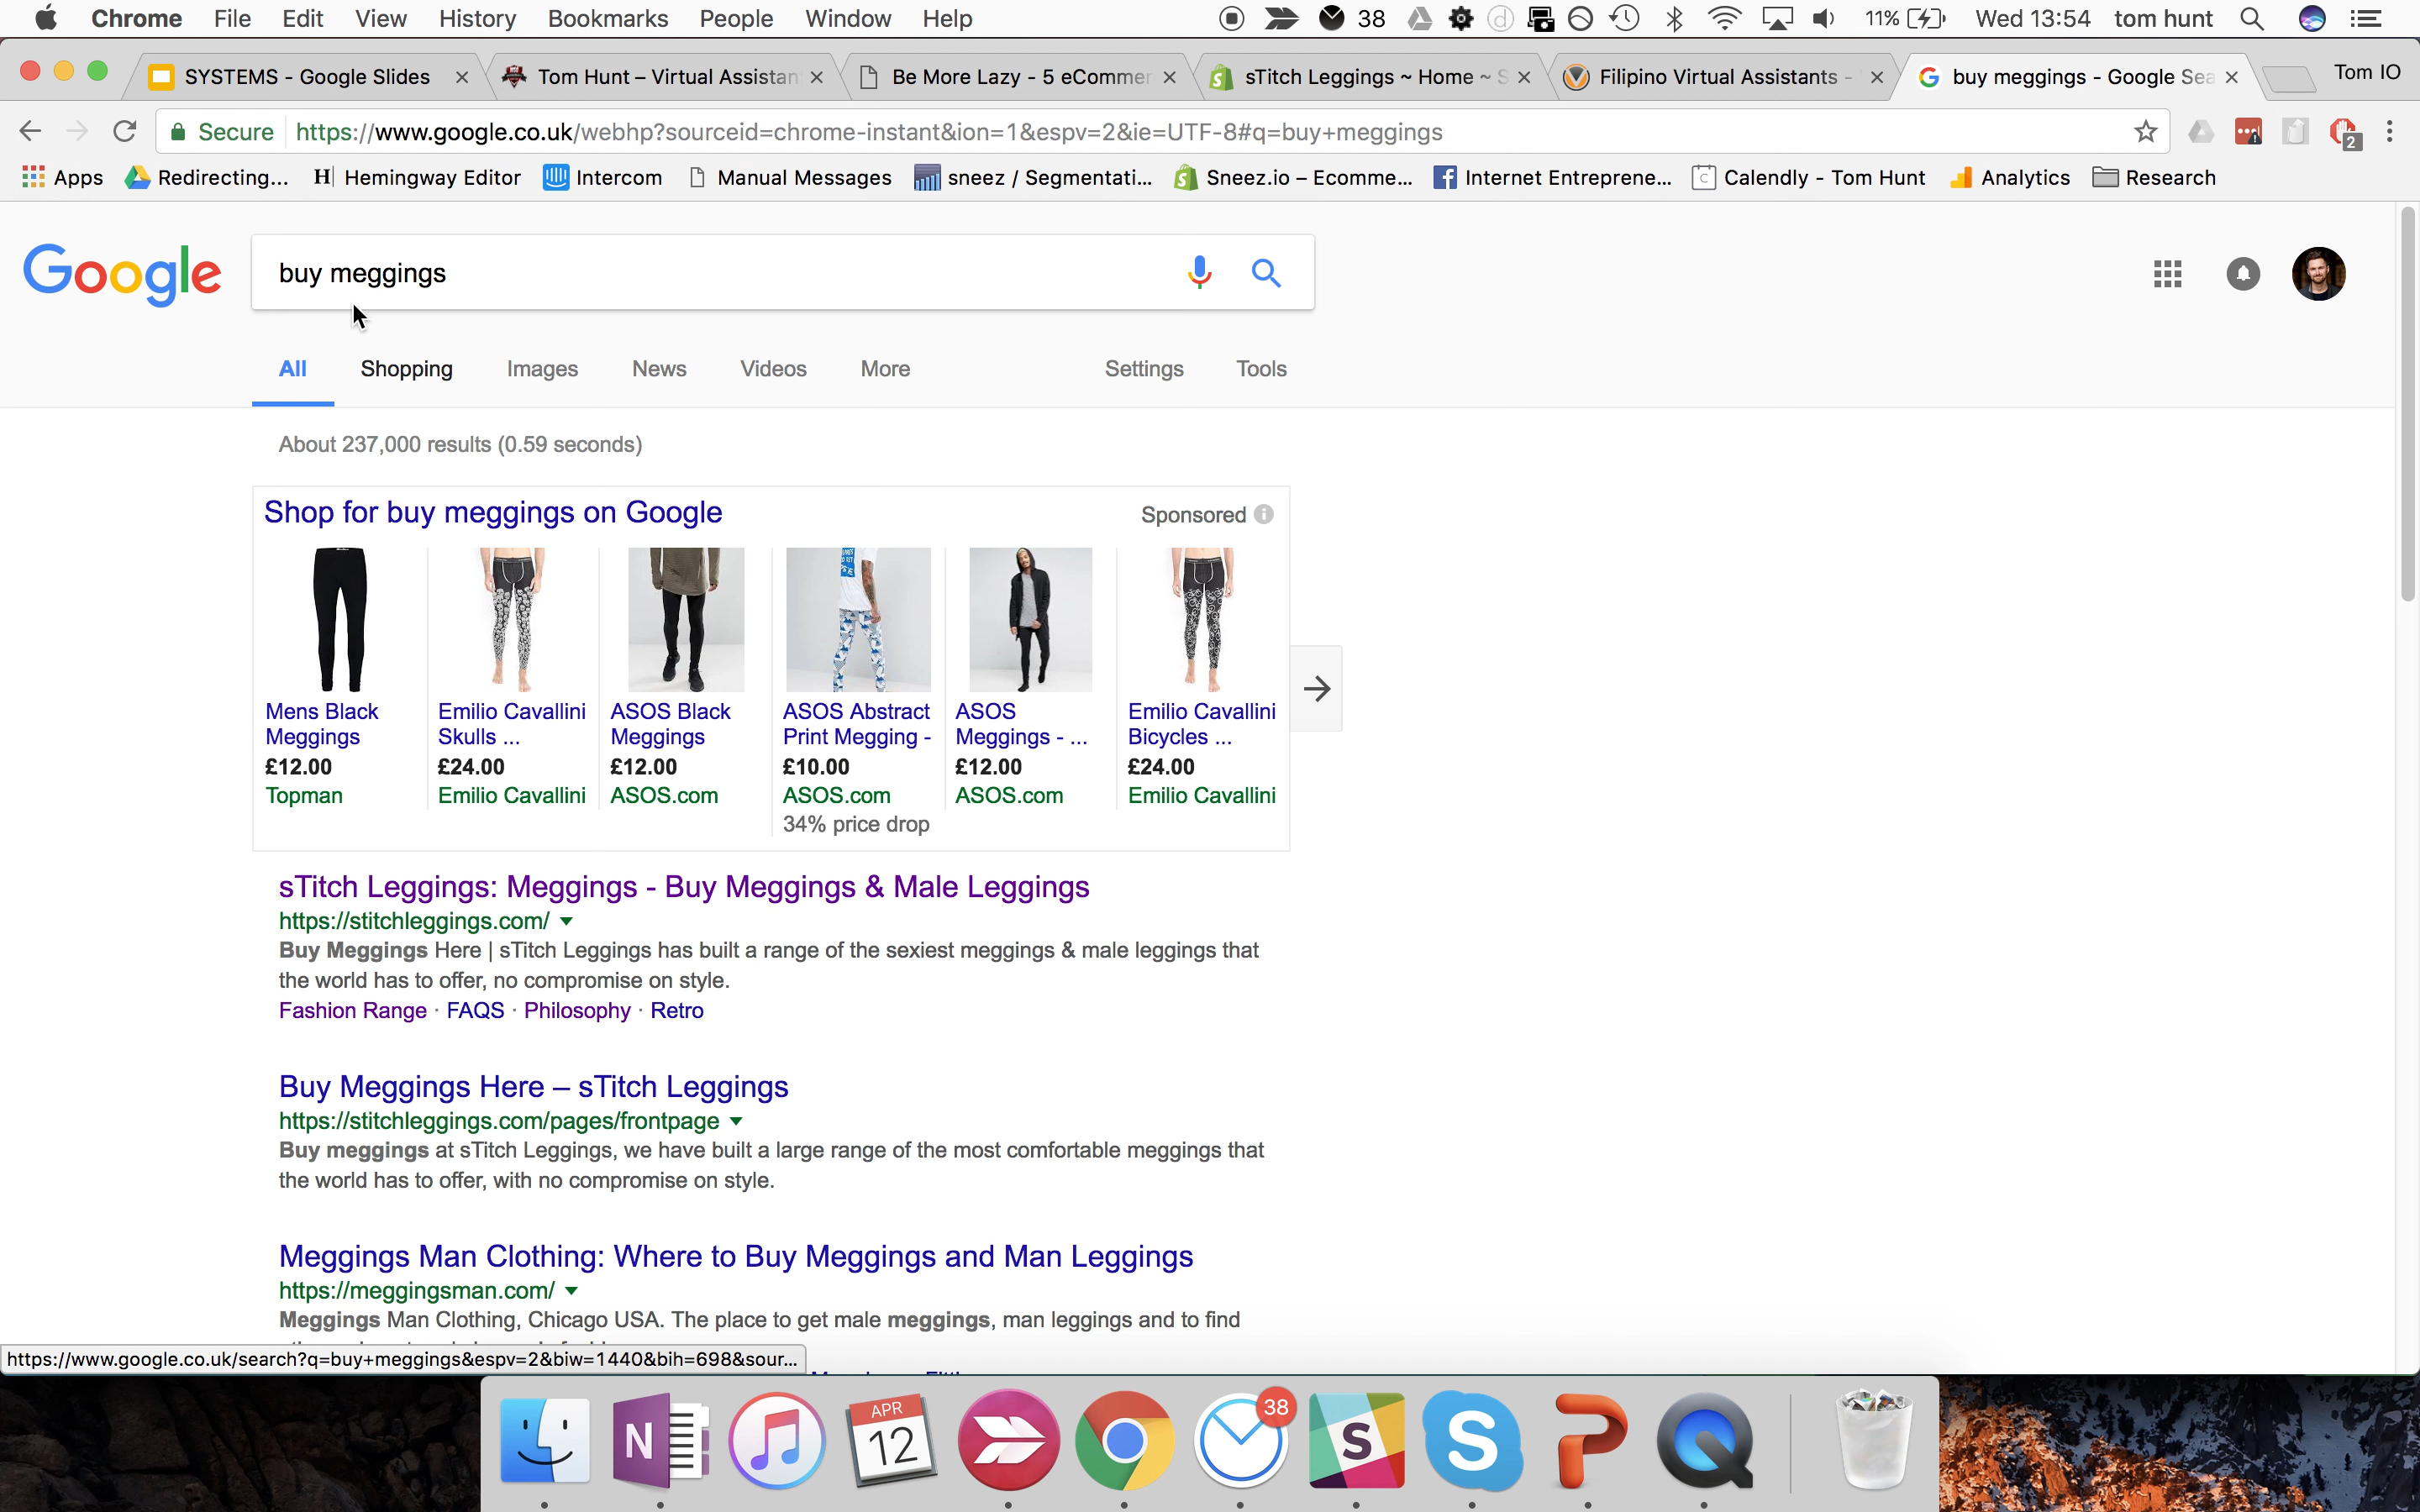 Chrome File Edit View History Bookmarks People Window Help 38 11% Wed 13:54 tom hunt
SYSTEMS - Google Slides
Tom Hunt – Virtual Assistan
Be More Lazy - 5 eCommer
sTitch Leggings ~ Home ~ S
Filipino Virtual Assistants -
buy meggings - Google Sea
Tom IO
Secure https://www.google.co.uk/webhp?sourceid=chrome-instant&ion=1&espv=2&ie=UTF-8#q=buy+meggings 2
Apps Redirecting... Hemingway Editor Intercom Manual Messages sneez / Segmentati... Sneez.io – Ecomme... Internet Entreprene... Calendly - Tom Hunt Analytics Research
Google
buy meggings
All Shopping Images News Videos More Settings Tools
About 237,000 results (0.59 seconds)
Shop for buy meggings on Google
Sponsored
Mens Black
Meggings
£12.00
Topman
Emilio Cavallini
Skulls ...
£24.00
Emilio Cavallini
ASOS Black
Meggings
£12.00
ASOS.com
ASOS Abstract
Print Megging -
£10.00
ASOS.com
34% price drop
ASOS
Meggings - ...
£12.00
ASOS.com
Emilio Cavallini
Bicycles ...
£24.00
Emilio Cavallini
sTitch Leggings: Meggings - Buy Meggings & Male Leggings
https://stitchleggings.com/
Buy Meggings Here | sTitch Leggings has built a range of the sexiest meggings & male leggings that
the world has to offer, no compromise on style.
Fashion Range · FAQS · Philosophy · Retro
Buy Meggings Here – sTitch Leggings
https://stitchleggings.com/pages/frontpage
Buy meggings at sTitch Leggings, we have built a large range of the most comfortable meggings that
the world has to offer, with no compromise on style.
Meggings Man Clothing: Where to Buy Meggings and Man Leggings
https://meggingsman.com/
Meggings Man Clothing, Chicago USA. The place to get male meggings, man leggings and to find
https://www.google.co.uk/search?q=buy+meggings&espv=2&biw=1440&bih=698&sour...
N
APR
12
38
S
S